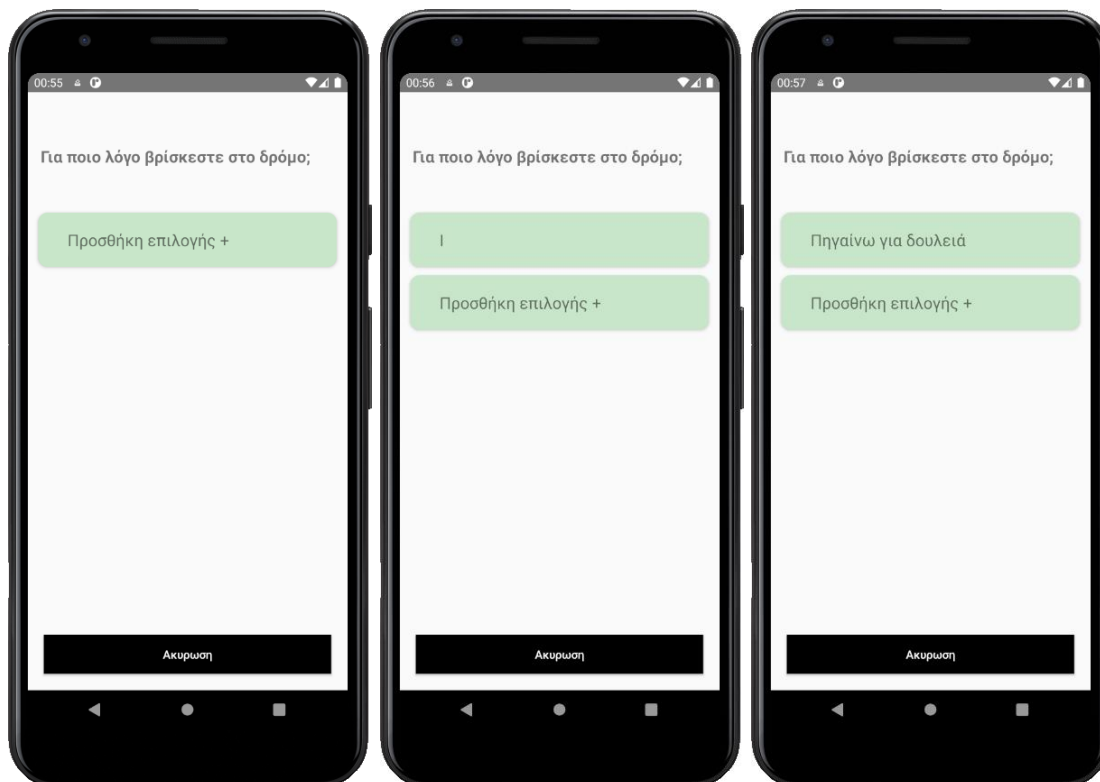 00:55
Για ποιο λόγο βρίσκεστε στο δρόμο;
Προσθήκη επιλογής +
Ακυρωση
00:56
Για ποιο λόγο βρίσκεστε στο δρόμο;
|
Προσθήκη επιλογής +
Ακυρωση
00:57
Για ποιο λόγο βρίσκεστε στο δρόμο;
Πηγαίνω για δουλειά
Προσθήκη επιλογής +
Ακυρωση